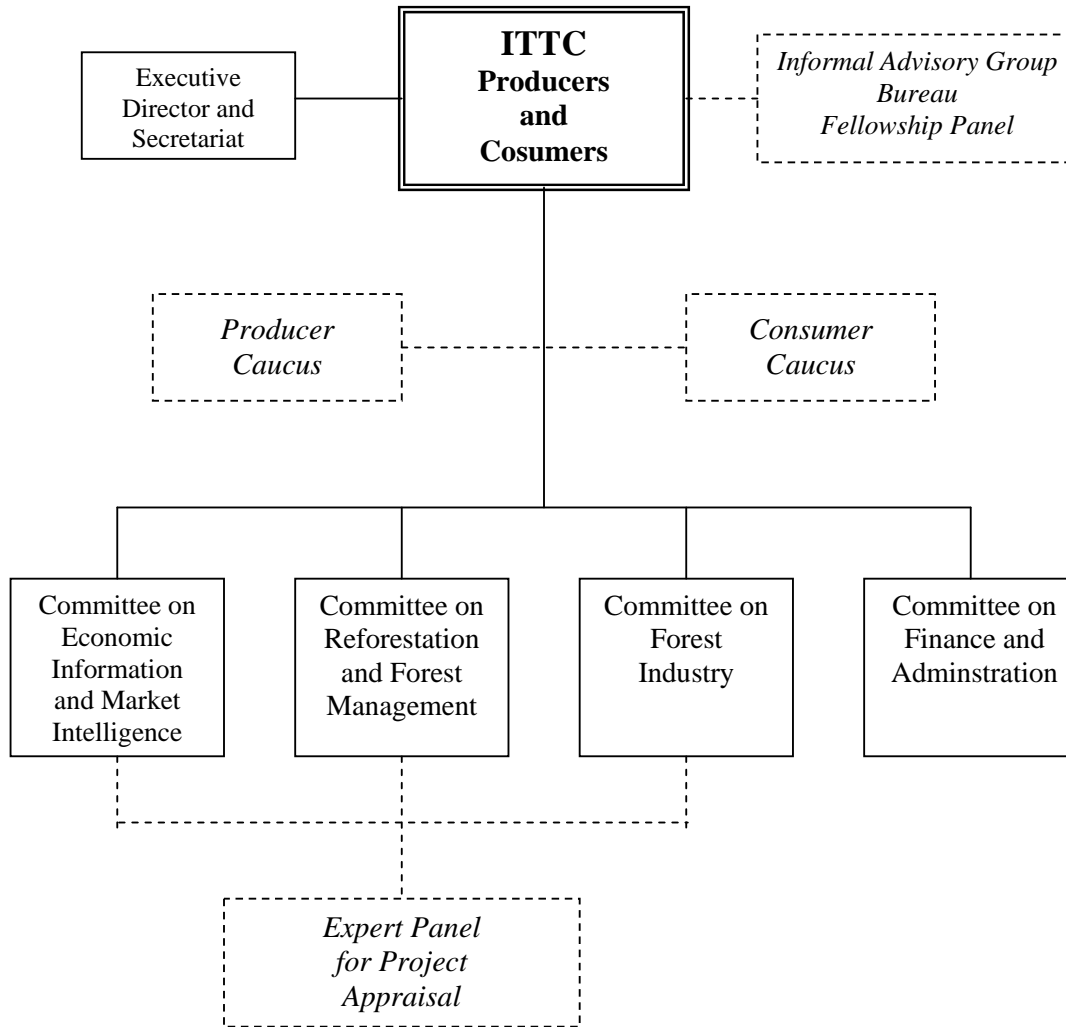 ITTC
Producers
and
Cosumers
Executive
Director and
Secretariat
Informal Advisory Group
Bureau
Fellowship Panel
Producer
Caucus
Consumer
Caucus
Committee on
Economic
Information
and Market
Intelligence
Committee on
Reforestation
and Forest
Management
Committee on
Forest
Industry
Committee on
Finance and
Adminstration
Expert Panel
for Project
Appraisal